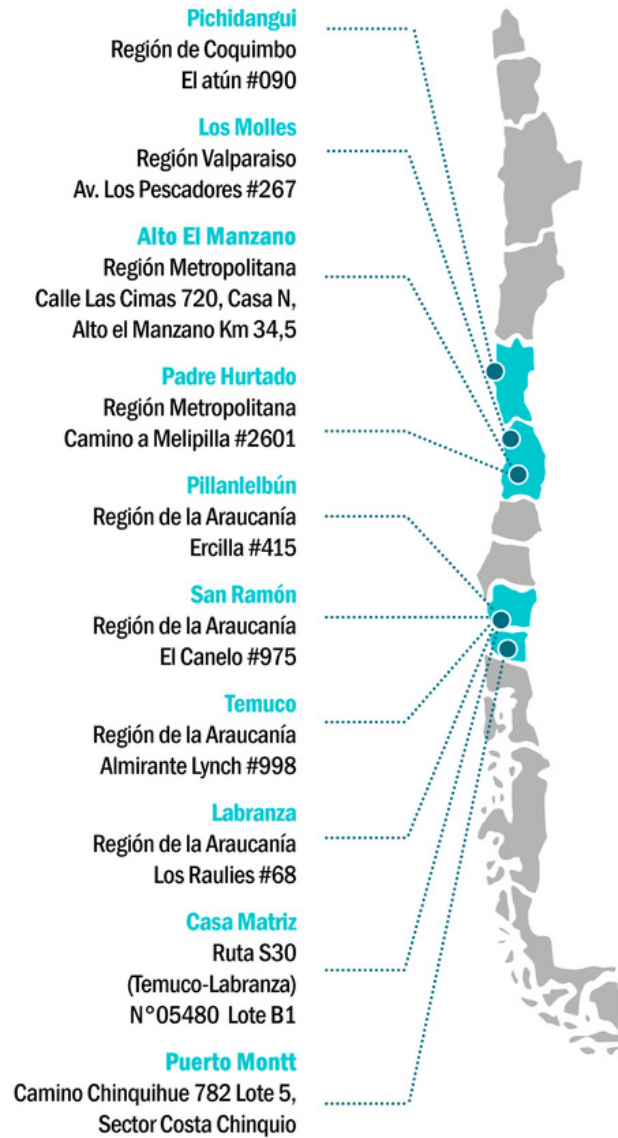 Pichidangui
Región de Coquimbo
El atún #090
Los Molles
Región Valparaiso
Av. Los Pescadores #267
Alto El Manzano
Región Metropolitana
Calle Las Cimas 720, Casa N,
Alto el Manzano Km 34,5
Padre Hurtado
Región Metropolitana
Camino a Melipilla #2601
Pillanlelbún
Región de la Araucanía
Ercilla #415
San Ramón
Región de la Araucanía
El Canelo #975
Temuco
Región de la Araucanía
Almirante Lynch #998
Labranza
Región de la Araucanía
Los Raulies #68
Casa Matriz
Ruta S30
(Temuco-Labranza)
N°05480 Lote B1
Puerto Montt
Camino Chinquihue 782 Lote 5,
Sector Costa Chinquio